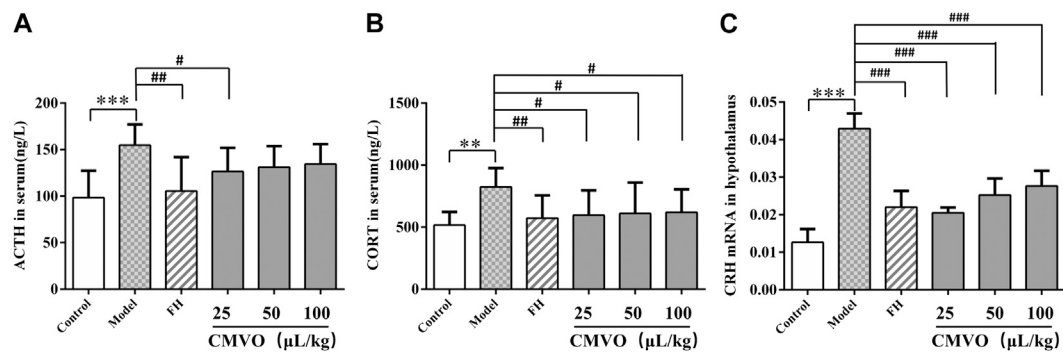 A
#
##
***
ACTH in serum(ng/L)
200
150
100
50
0
Control
Model
FH
25 50 100
CMVO (μL/kg)
B
#
#
#
##
**
CORT in serum(ng/L)
1500
1000
500
0
Control
Model
FH
25 50 100
CMVO (μL/kg)
C
###
###
###
###
***
CRH mRNA in hypothalamus
0.05
0.04
0.03
0.02
0.01
0.00
Control
Model
FH
25 50 100
CMVO (μL/kg)